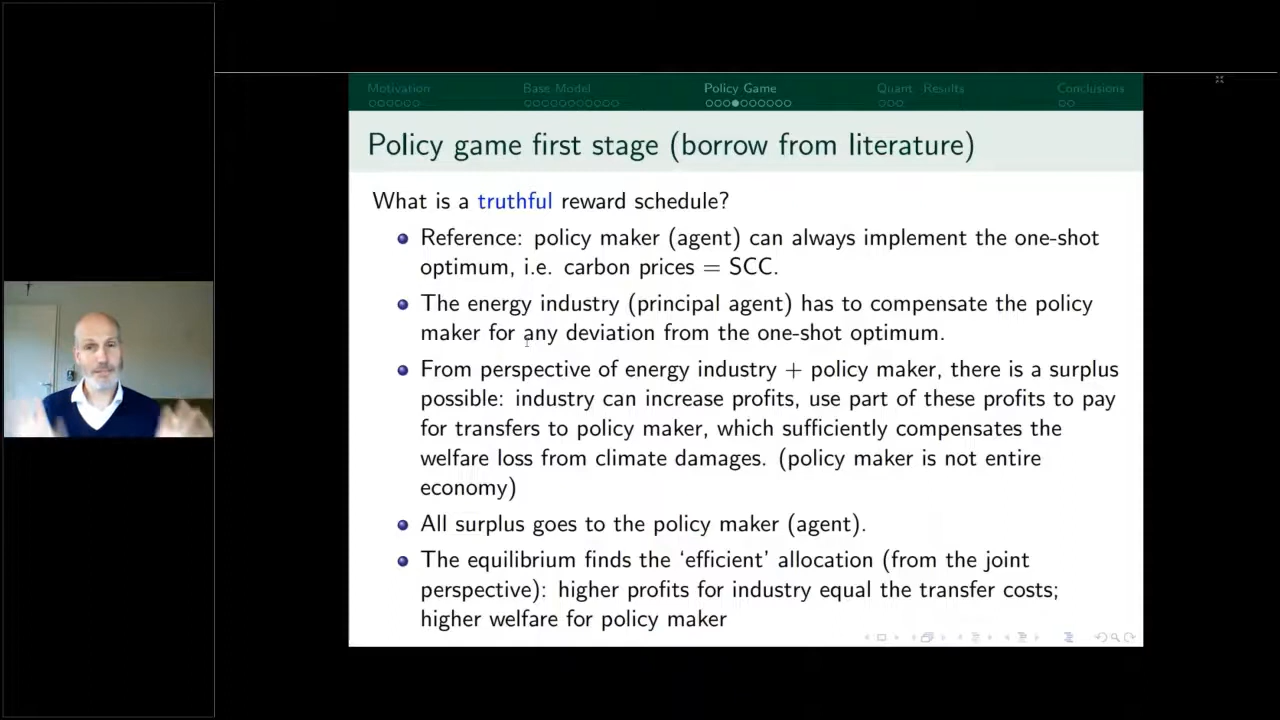 Motivation Base Model Policy Game Quant. Results Conclusions
Policy game first stage (borrow from literature)
What is a truthful reward schedule?
Reference: policy maker (agent) can always implement the one-shot
optimum, i.e. carbon prices = SCC.
The energy industry (principal agent) has to compensate the policy
maker for any deviation from the one-shot optimum.
From perspective of energy industry + policy maker, there is a surplus
possible: industry can increase profits, use part of these profits to pay
for transfers to policy maker, which sufficiently compensates the
welfare loss from climate damages. (policy maker is not entire
economy)
All surplus goes to the policy maker (agent).
The equilibrium finds the ‘efficient’ allocation (from the joint
perspective): higher profits for industry equal the transfer costs;
higher welfare for policy maker